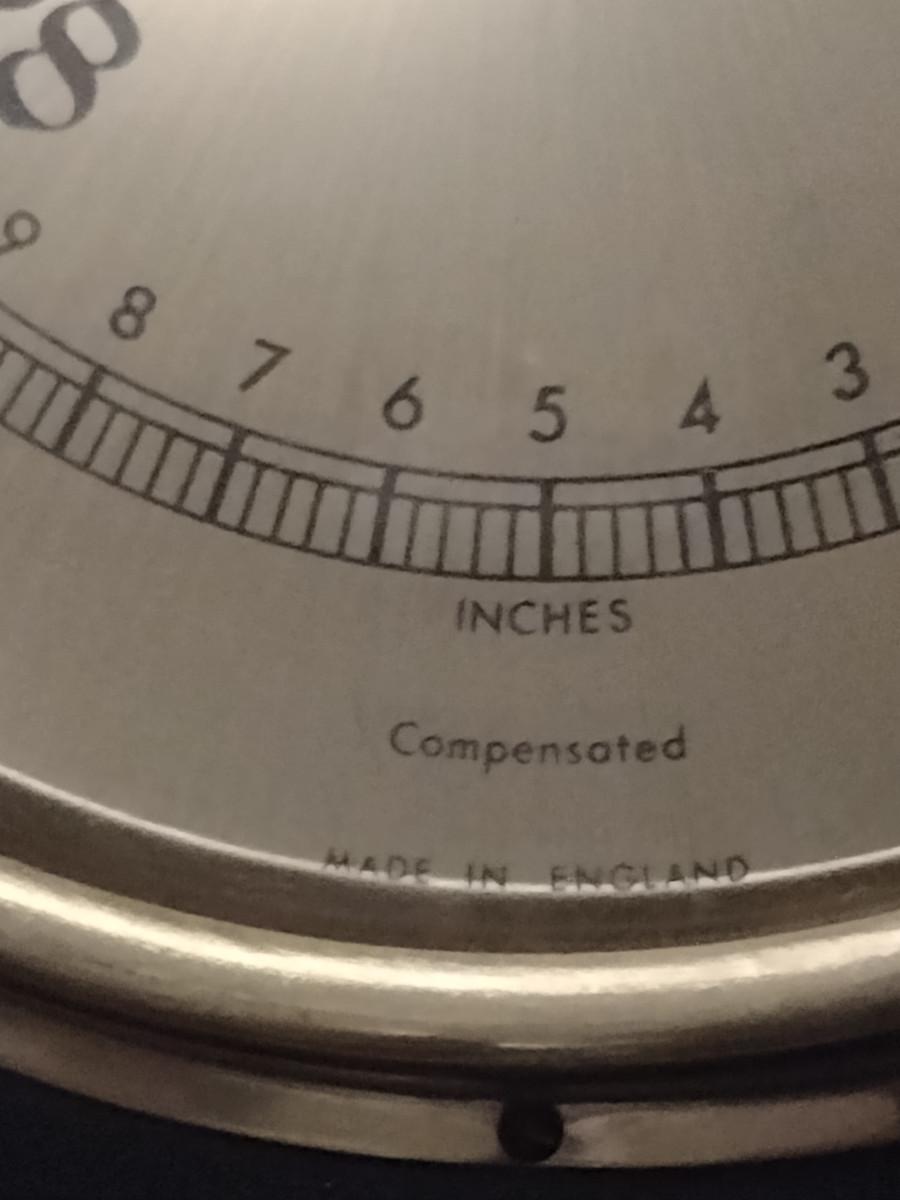 8
9 8 7 6 5 4 3
INCHES
Compensated
MADE IN ENGLAND